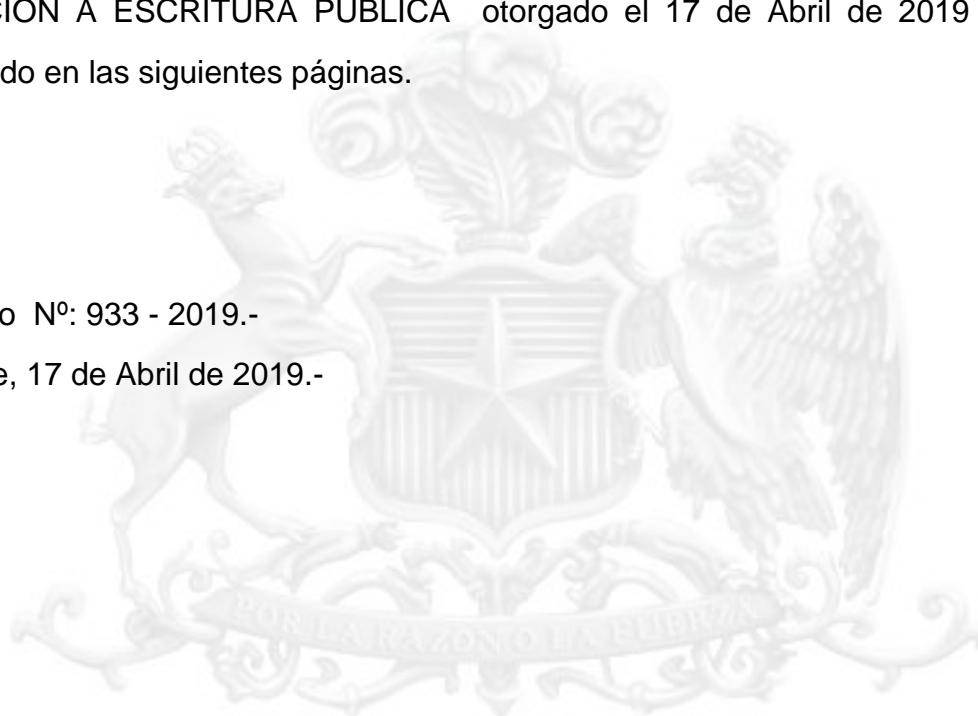 CION A ESCRITURA PUBLICA otorgado el 17 de Abril de 2019
do en las siguientes páginas.
o Nº: 933 - 2019.-
e, 17 de Abril de 2019.-
POR LA RAZON O LA FUERZA